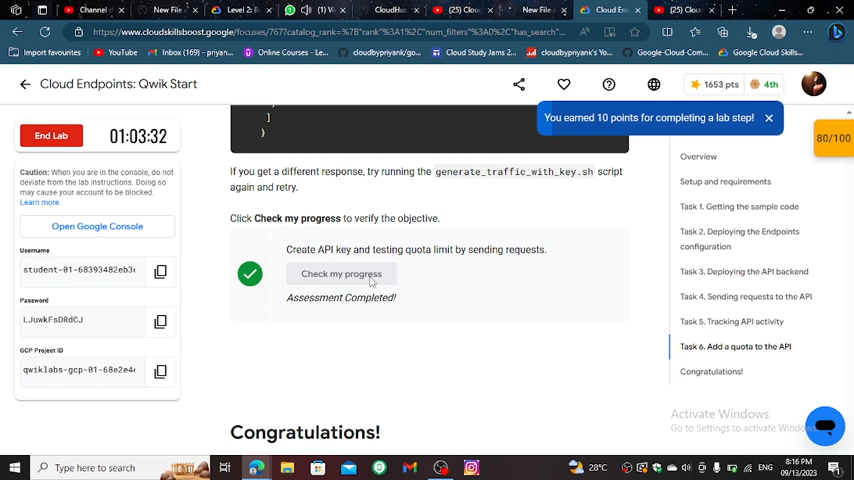 Channel c
New File
Level 2: B
(1) (
CloudHu
(25) Clou
New File
Cloud En
(25) Clou
https://www.cloudskillsboost.google/focuses/767?catalog_rank=%7B"rank"%3A1%2C"num_filters"%3A0%2C"has_search"...
Import favourites
YouTube
Inbox (169) - priyan...
Online Courses - Le...
cloudbypriyank/go...
Cloud Study Jams 2...
cloudbypriyank's Yo...
Google-Cloud-Com...
Google Cloud Skills...
Cloud Endpoints: Qwik Start
1653 pts
4th
End Lab
01:03:32
Caution: When you are in the console, do not
deviate from the lab instructions. Doing so
may cause your account to be blocked.
Learn more.
Open Google Console
Username
student-01-68393482eb3
Password
LJuwkFsDRdCJ
GCP Project ID
qwiklabs-gcp-01-68e2e4
]
}
You earned 10 points for completing a lab step!
If you get a different response, try running the generate_traffic_with_key.sh script
again and retry.
Click Check my progress to verify the objective.
Create API key and testing quota limit by sending requests.
Check my progress
Assessment Completed!
Congratulations!
80/100
Overview
Setup and requirements
Task 1. Getting the sample code
Task 2. Deploying the Endpoints
configuration
Task 3. Deploying the API backend
Task 4. Sending requests to the API
Task 5. Tracking API activity
Task 6. Add a quota to the API
Congratulations!
Activate Windows
Go to Settings to activate Windows
Type here to search
28°C
ENG
8:16 PM
09/13/2023